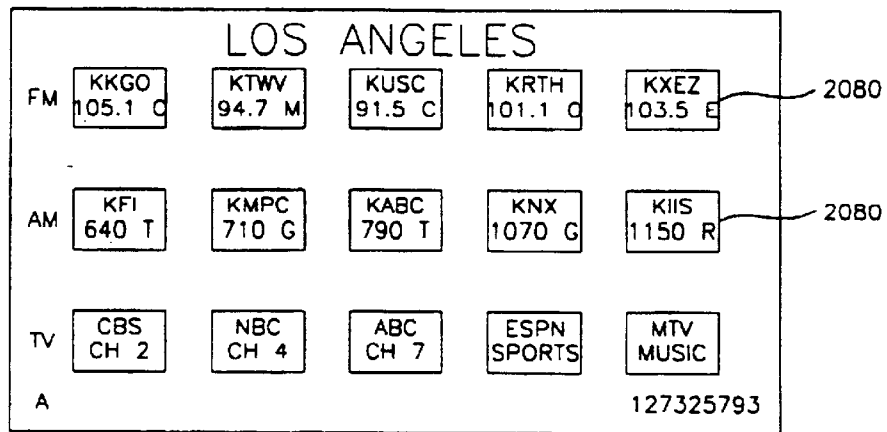 LOS ANGELES
FM KKGO KTWV KUSC KRTH KXEZ
105.1 C 94.7 M 91.5 C 101.1 O 103.5 E 2080
AM KFI KMPC KABC KNX KIIS
640 T 710 G 790 T 1070 G 1150 R 2080
TV CBS NBC ABC ESPN MTV
CH 2 CH 4 CH 7 SPORTS MUSIC
A 127325793